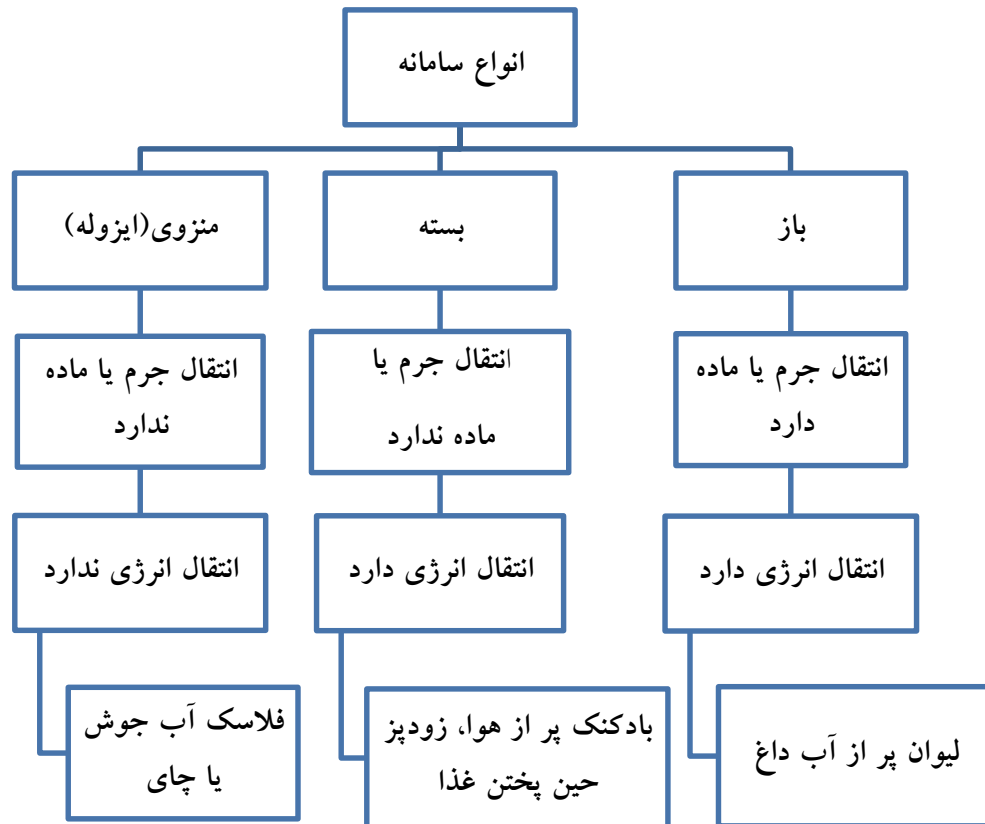 انواع سامانه
باز
بسته
منزوی(ایزوله)
انتقال جرم یا ماده
دارد
انتقال جرم یا
ماده ندارد
انتقال جرم یا ماده
ندارد
انتقال انرژی دارد
انتقال انرژی دارد
انتقال انرژی ندارد
لیوان پر از آب داغ
بادکنک پر از هوا، زودپز
حین پختن غذا
فلاسک آب جوش
یا چای